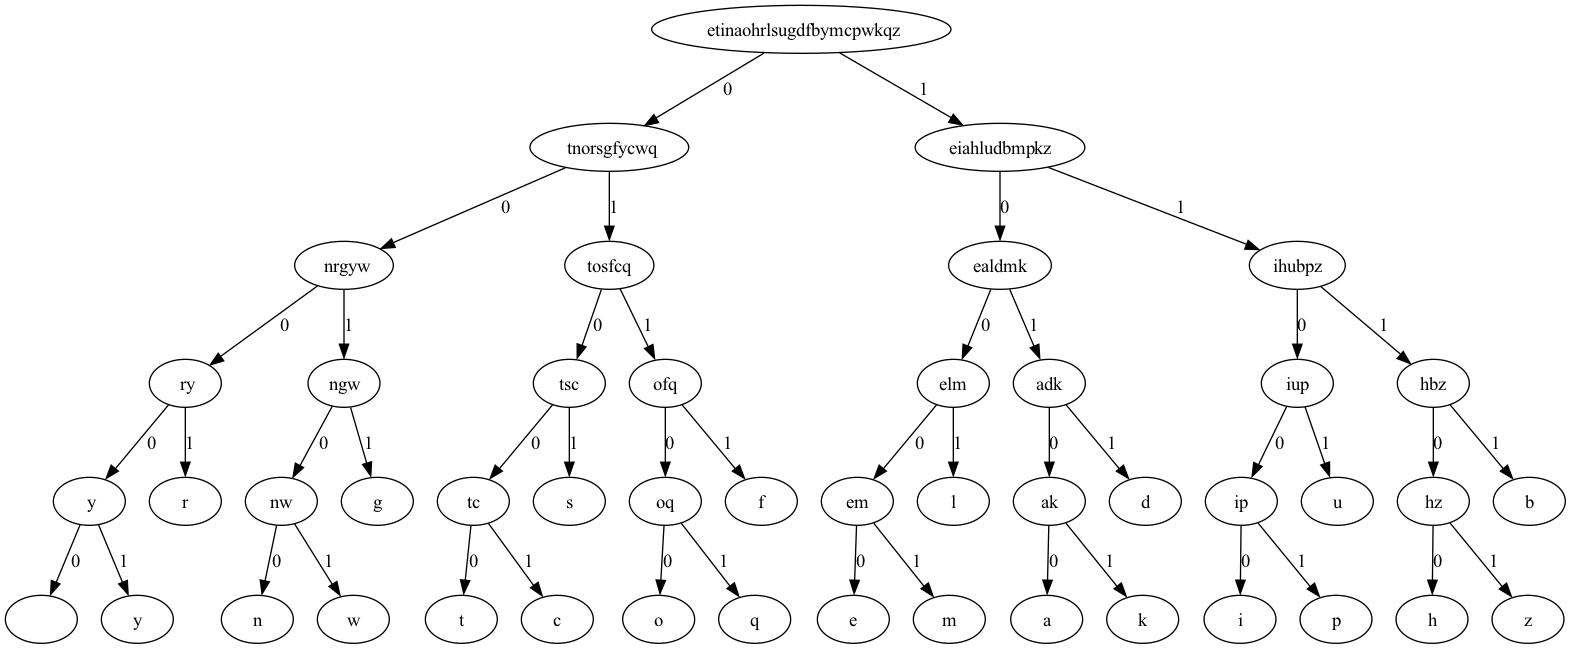 etinaohrlsugdfbymcpwkqz
0 1
tnorsgfycwq eiahludbmpkz
0 1 0 1
nrgyw tosfcq ealdmk ihubpz
0 1 0 1 0 1 0 1
ry ngw tsc ofq elm adk iup hbz
0 1 0 1 0 1 0 1 0 1 0 1 0 1 0 1
y r nw g tc s oq f em l ak d ip u hz b
0 1 0 1 0 1 0 1 0 1 0 1 0 1 0 1
y n w t c o q e m a k i p h z